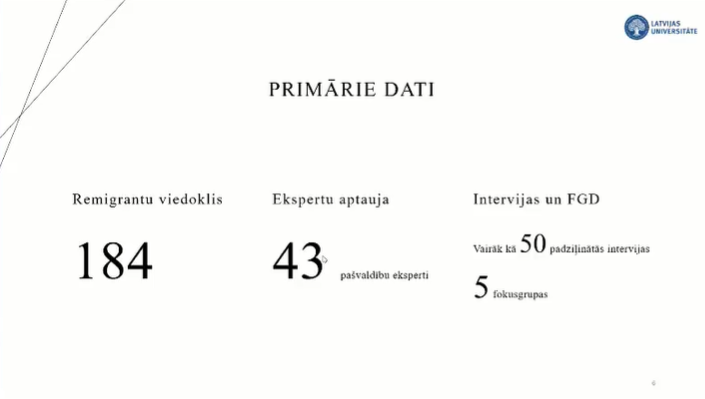 LATVIJAS
UNIVERSITĀTE
PRIMĀRIE DATI
Remigrantu viedoklis
184
Ekspertu aptauja
43 pašvaldību eksperti
Intervijas un FGD
Vairāk kā 50 padziļinātās intervijas
5 fokusgrupas